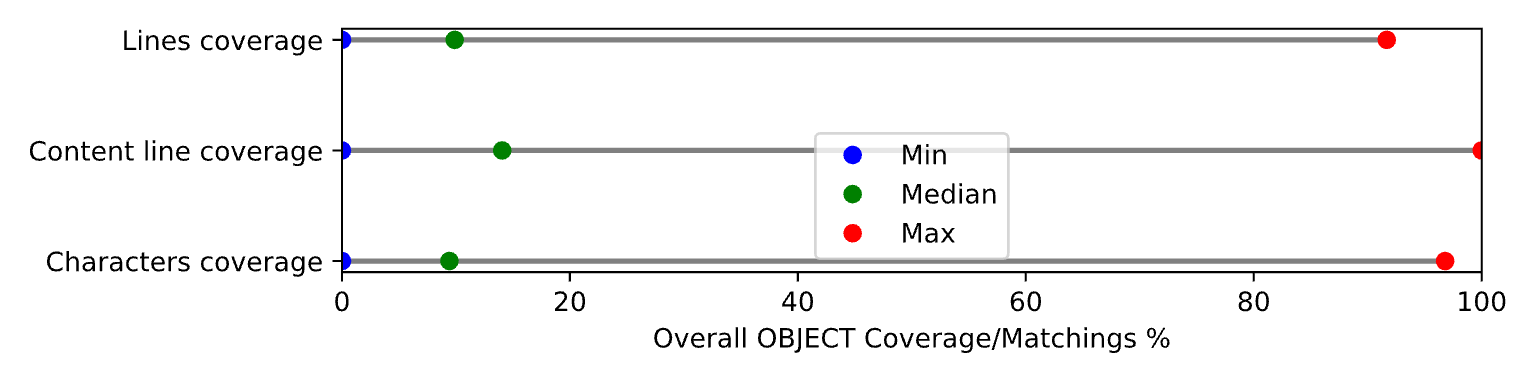 Lines coverage
Content line coverage
Characters coverage
Min
Median
Max
0 20 40 60 80 100
Overall OBJECT Coverage/Matchings %